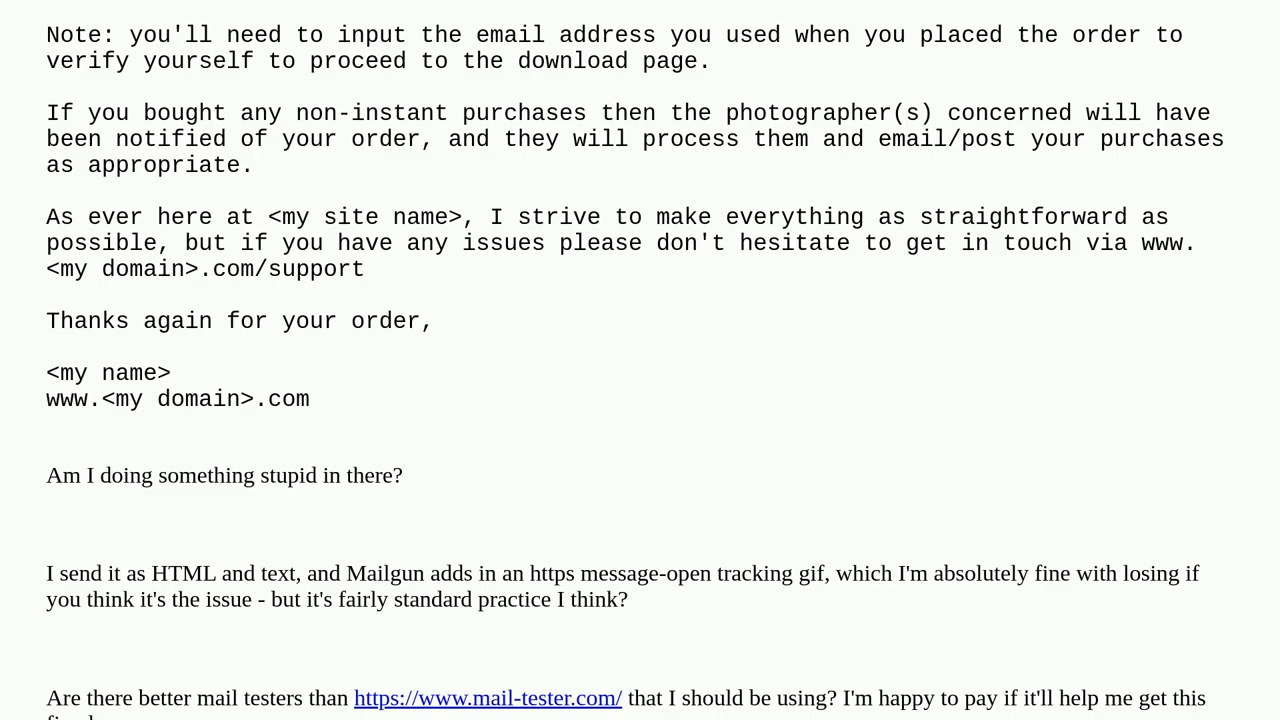 Note: you'll need to input the email address you used when you placed the order to
verify yourself to proceed to the download page.
If you bought any non-instant purchases then the photographer(s) concerned will have
been notified of your order, and they will process them and email/post your purchases
as appropriate.
As ever here at <my site name>, I strive to make everything as straightforward as
possible, but if you have any issues please don't hesitate to get in touch via www.
<my domain>.com/support
Thanks again for your order,
<my name>
www.<my domain>.com
Am I doing something stupid in there?
I send it as HTML and text, and Mailgun adds in an https message-open tracking gif, which I'm absolutely fine with losing if
you think it's the issue - but it's fairly standard practice I think?
Are there better mail testers than https://www.mail-tester.com/ that I should be using? I'm happy to pay if it'll help me get this